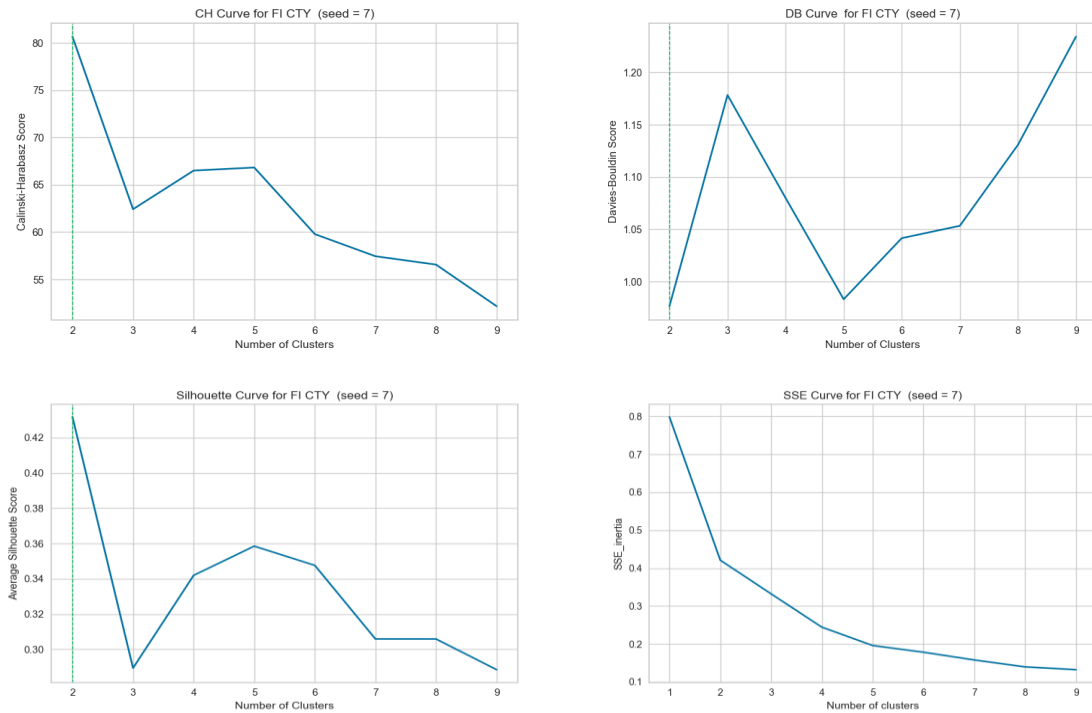 CH Curve for FI CTY (seed = 7)
Calinski-Harabasz Score
80
75
70
65
60
55
2 3 4 5 6 7 8 9
Number of Clusters
DB Curve for FI CTY (seed = 7)
Davies-Bouldin Score
1.20
1.15
1.10
1.05
1.00
2 3 4 5 6 7 8 9
Number of Clusters
Silhouette Curve for FI CTY (seed = 7)
Average Silhouette Score
0.42
0.40
0.38
0.36
0.34
0.32
0.30
2 3 4 5 6 7 8 9
Number of Clusters
SSE Curve for FI CTY (seed = 7)
SSE_inertia
0.8
0.7
0.6
0.5
0.4
0.3
0.2
0.1
1 2 3 4 5 6 7 8 9
Number of clusters